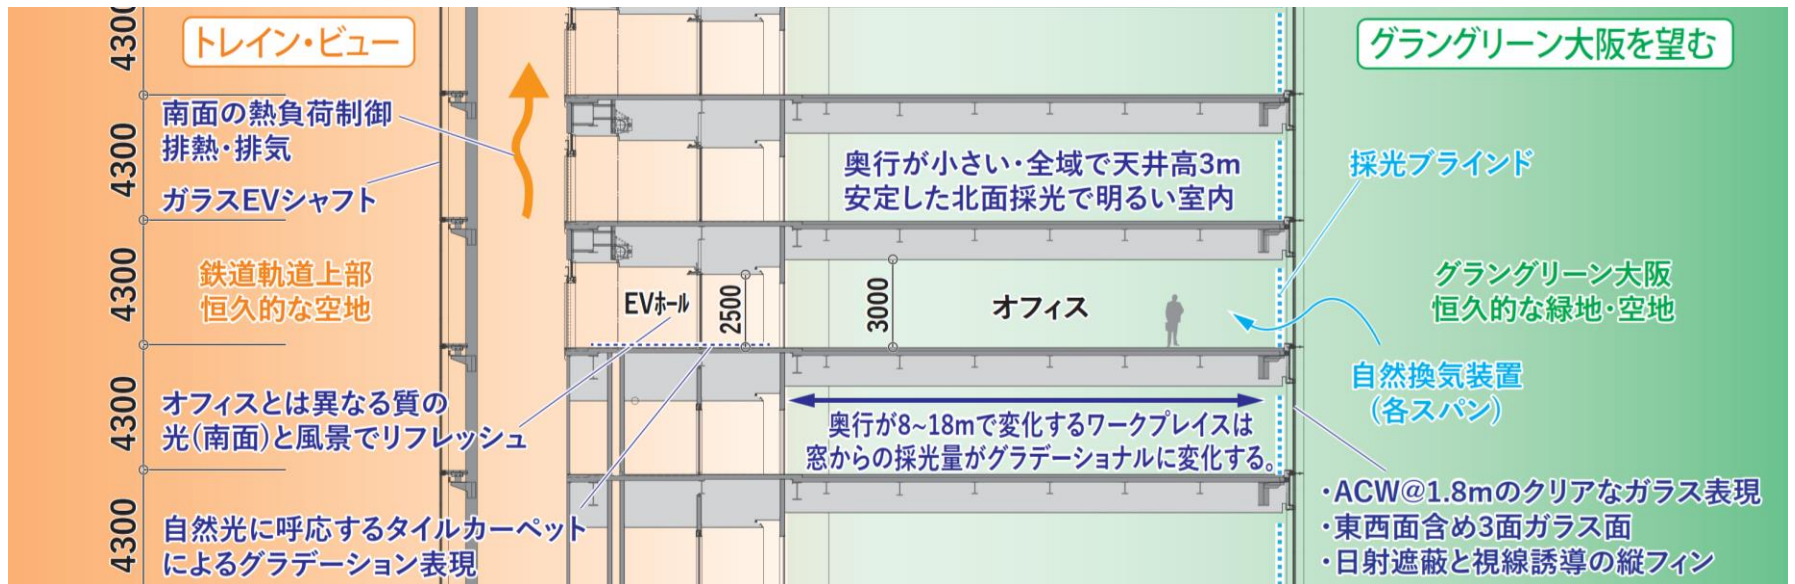 トレイン・ビュー
グラングリーン大阪を望む
4300
4300
4300
4300
4300
南面の熱負荷制御
排熱・排気
ガラスEVシャフト
鉄道軌道上部
恒久的な空地
オフィスとは異なる質の
光(南面)と風景でリフレッシュ
自然光に呼応するタイルカーペット
によるグラデーション表現
EVホール
2500
3000
オフィス
奥行が小さい・全域で天井高3m
安定した北面採光で明るい室内
奥行が8~18mで変化するワークプレイスは
窓からの採光量がグラデーショナルに変化する。
採光ブラインド
グラングリーン大阪
恒久的な緑地・空地
自然換気装置
(各スパン)
・ACW@1.8mのクリアなガラス表現
・東西面含め3面ガラス面
・日射遮蔽と視線誘導の縦フィン